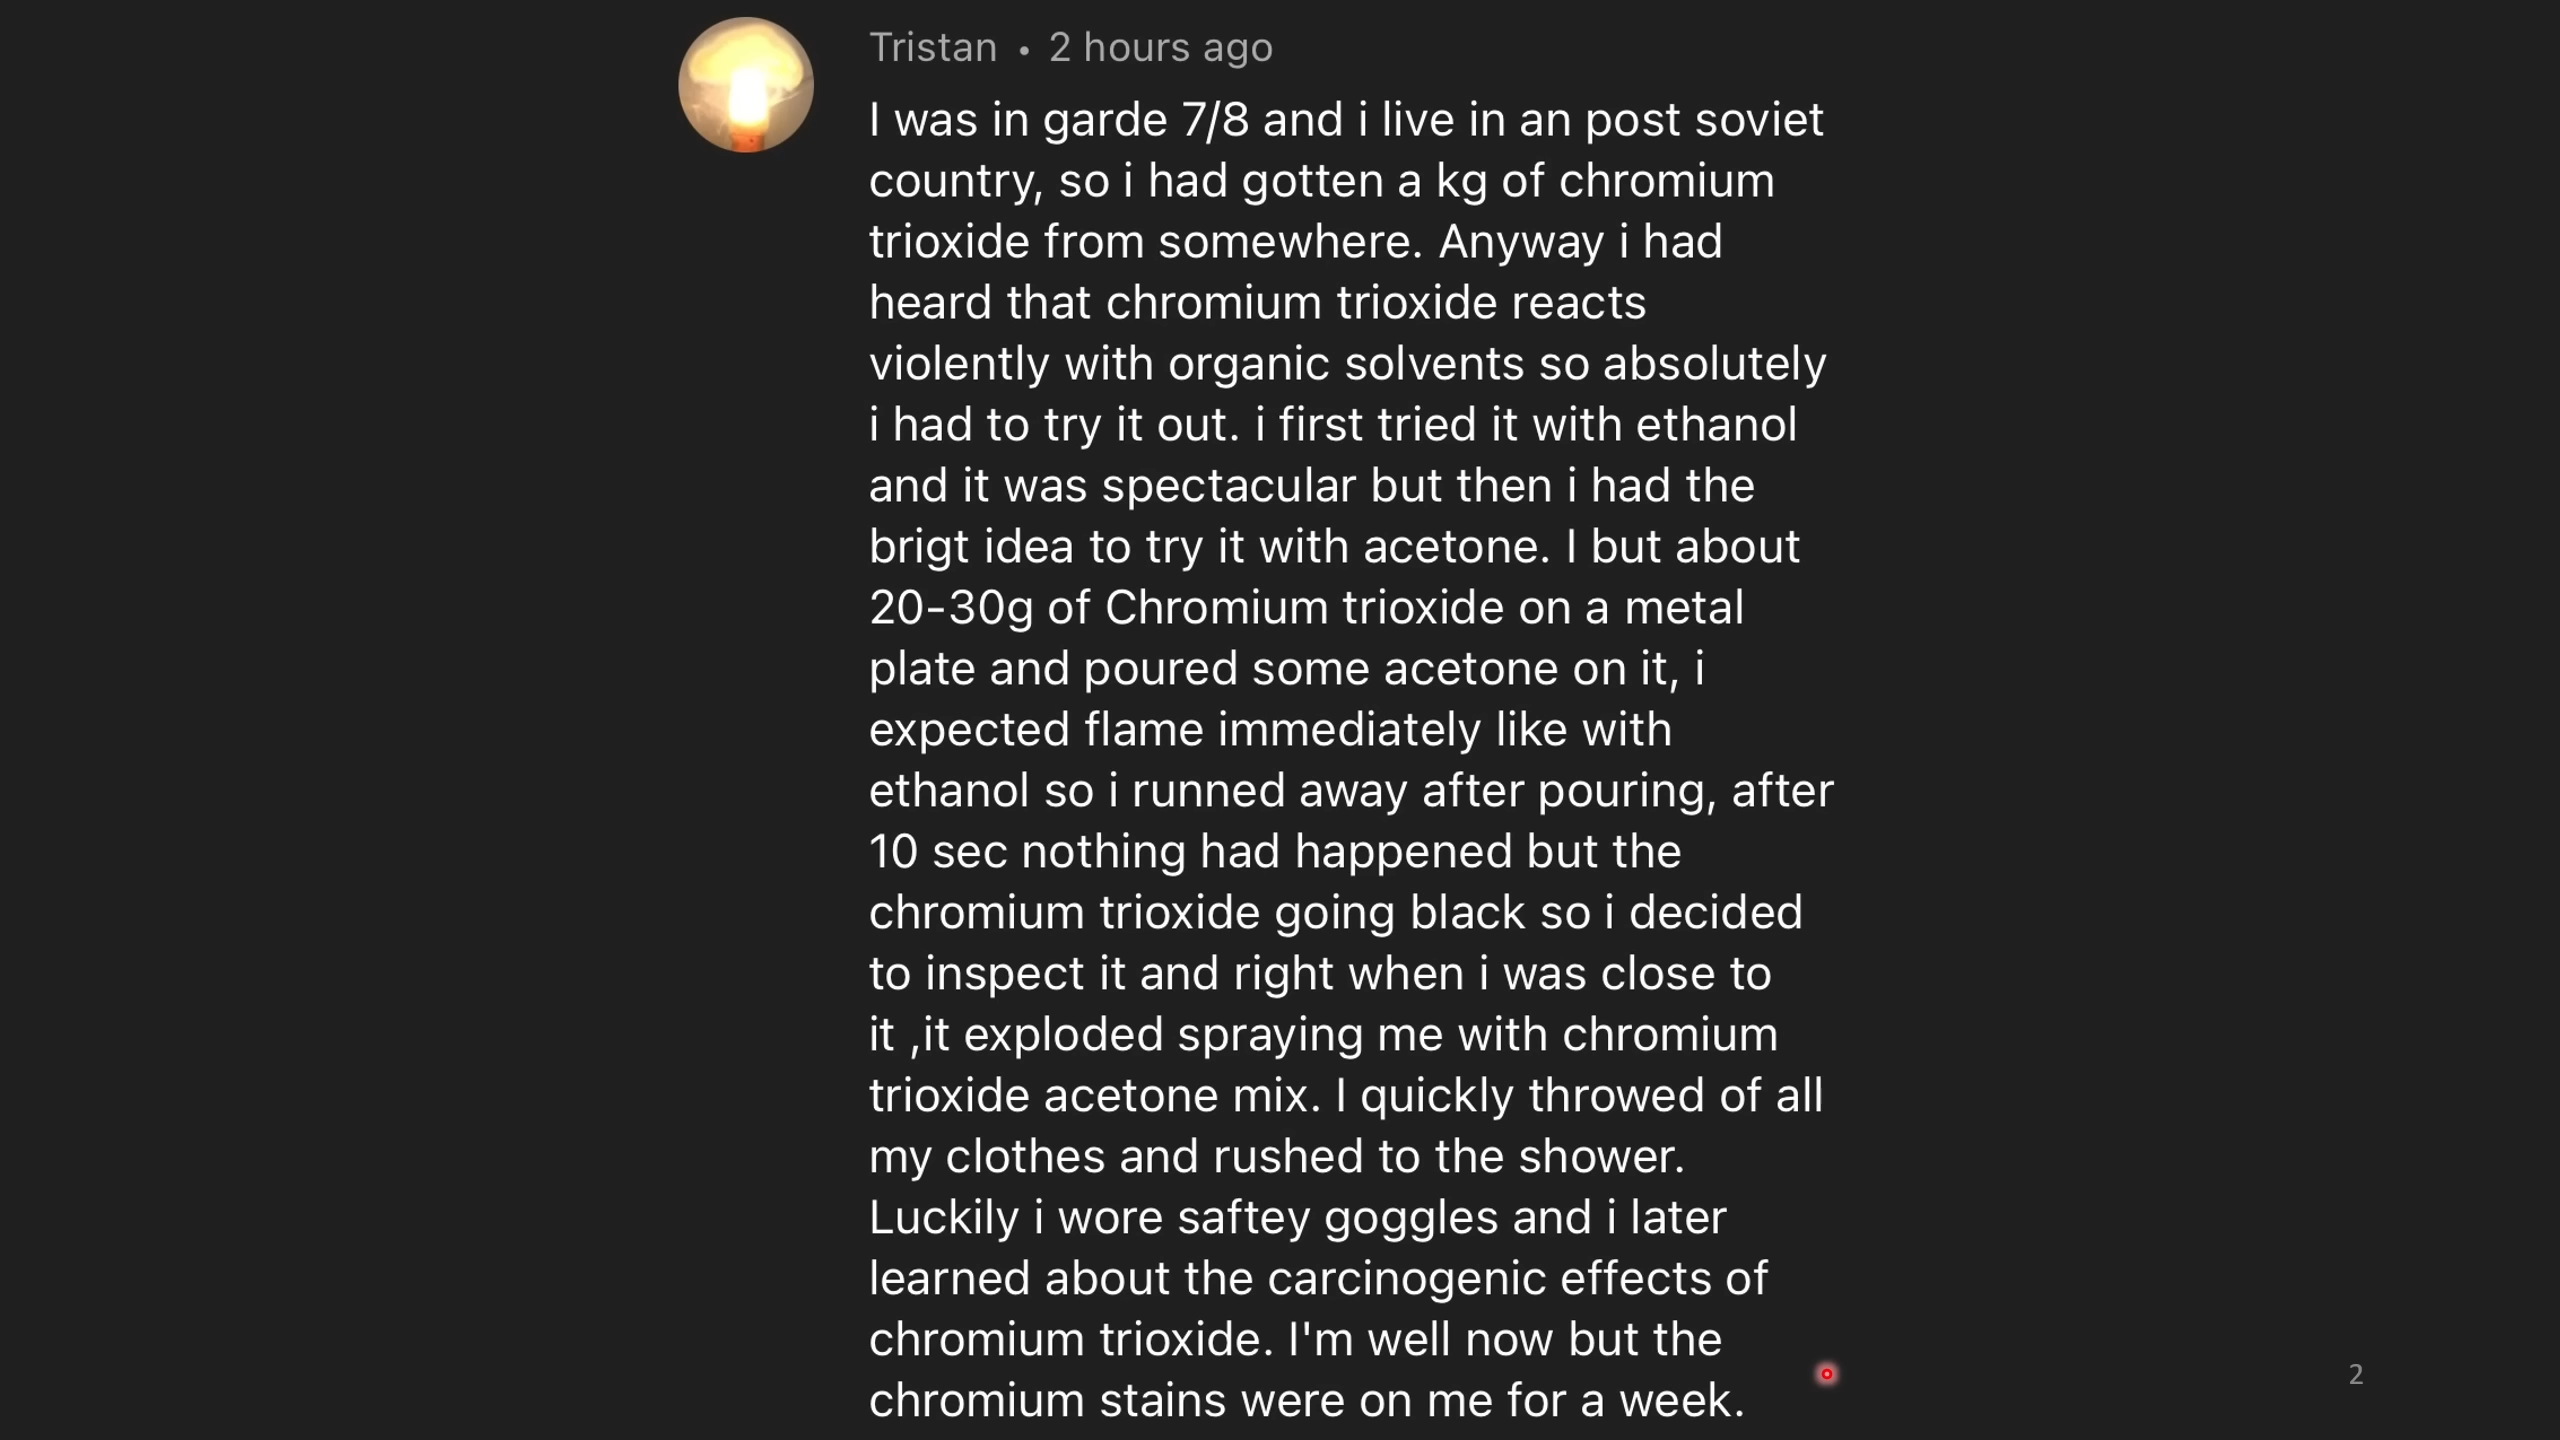 Tristan • 2 hours ago
I was in garde 7/8 and i live in an post soviet
country, so i had gotten a kg of chromium
trioxide from somewhere. Anyway i had
heard that chromium trioxide reacts
violently with organic solvents so absolutely
i had to try it out. i first tried it with ethanol
and it was spectacular but then i had the
brigt idea to try it with acetone. I but about
20-30g of Chromium trioxide on a metal
plate and poured some acetone on it, i
expected flame immediately like with
ethanol so i runned away after pouring, after
10 sec nothing had happened but the
chromium trioxide going black so i decided
to inspect it and right when i was close to
it ,it exploded spraying me with chromium
trioxide acetone mix. I quickly throwed of all
my clothes and rushed to the shower.
Luckily i wore saftey goggles and i later
learned about the carcinogenic effects of
chromium trioxide. I'm well now but the
chromium stains were on me for a week.
2